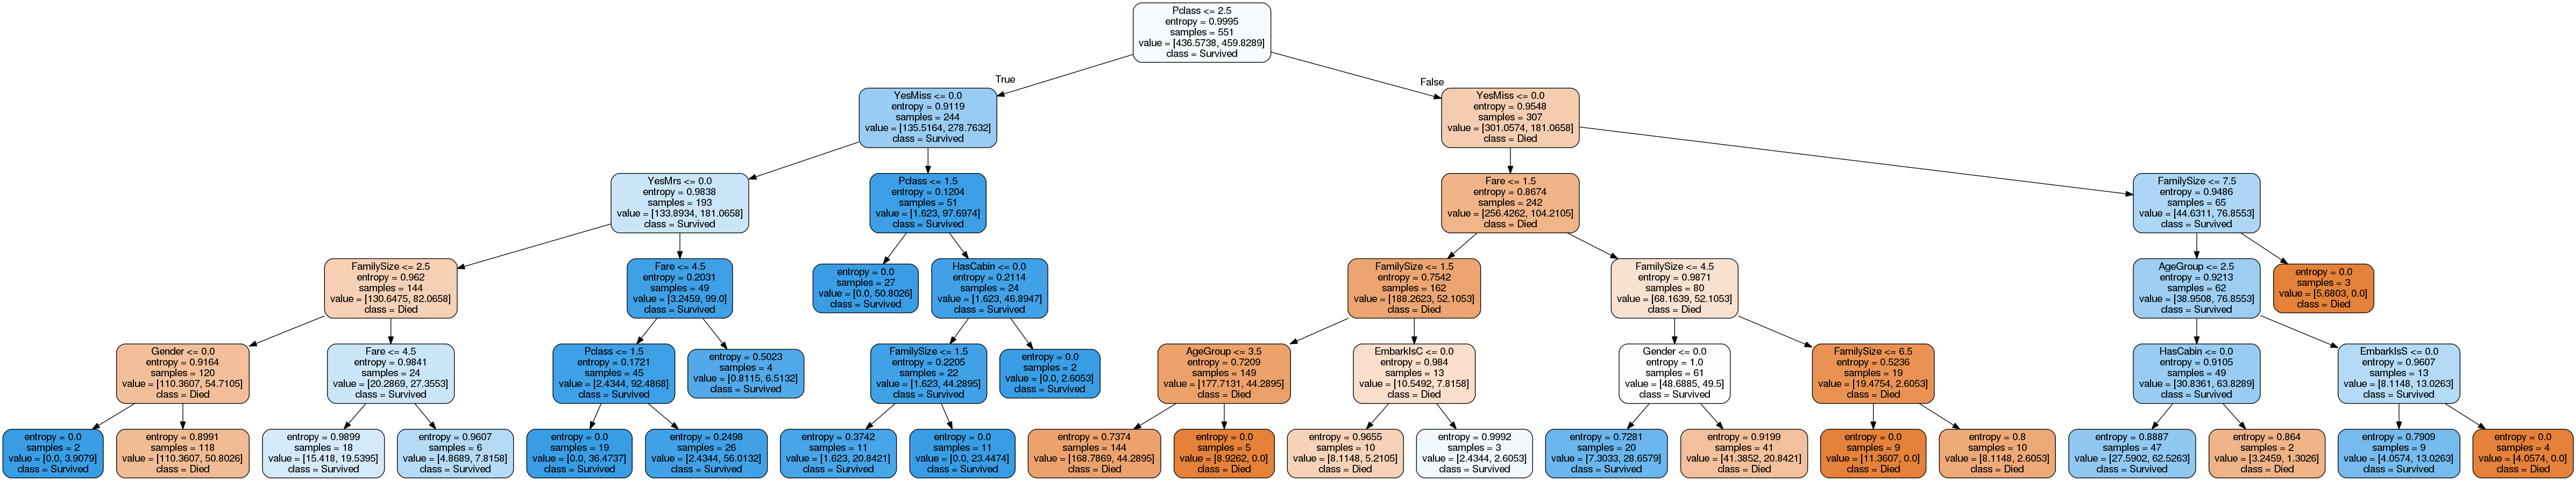 Pclass <= 2.5
entropy = 0.9995
samples = 551
value = [436.5738, 459.8289]
class = Survived
True
False
YesMiss <= 0.0
entropy = 0.9119
samples = 244
value = [135.5164, 278.7632]
class = Survived
YesMiss <= 0.0
entropy = 0.9548
samples = 307
value = [301.0574, 181.0658]
class = Died
YesMrs <= 0.0
entropy = 0.9838
samples = 193
value = [133.8934, 181.0658]
class = Survived
Pclass <= 1.5
entropy = 0.1204
samples = 51
value = [1.623, 97.6974]
class = Survived
Fare <= 1.5
entropy = 0.8674
samples = 242
value = [256.4262, 104.2105]
class = Died
FamilySize <= 7.5
entropy = 0.9486
samples = 65
value = [44.6311, 76.8553]
class = Survived
FamilySize <= 2.5
entropy = 0.962
samples = 144
value = [130.6475, 82.0658]
class = Died
Fare <= 4.5
entropy = 0.2031
samples = 49
value = [3.2459, 99.0]
class = Survived
entropy = 0.0
samples = 27
value = [0.0, 50.8026]
class = Survived
HasCabin <= 0.0
entropy = 0.2114
samples = 24
value = [1.623, 46.8947]
class = Survived
FamilySize <= 1.5
entropy = 0.7542
samples = 162
value = [188.2623, 52.1053]
class = Died
FamilySize <= 4.5
entropy = 0.9871
samples = 80
value = [68.1639, 52.1053]
class = Died
AgeGroup <= 2.5
entropy = 0.9213
samples = 62
value = [38.9508, 76.8553]
class = Survived
entropy = 0.0
samples = 3
value = [5.6803, 0.0]
class = Died
Gender <= 0.0
entropy = 0.9164
samples = 120
value = [110.3607, 54.7105]
class = Died
Fare <= 4.5
entropy = 0.9841
samples = 24
value = [20.2869, 27.3553]
class = Survived
Pclass <= 1.5
entropy = 0.1721
samples = 45
value = [2.4344, 92.4868]
class = Survived
entropy = 0.5023
samples = 4
value = [0.8115, 6.5132]
class = Survived
FamilySize <= 1.5
entropy = 0.2205
samples = 22
value = [1.623, 44.2895]
class = Survived
entropy = 0.0
samples = 2
value = [0.0, 2.6053]
class = Survived
AgeGroup <= 3.5
entropy = 0.7209
samples = 149
value = [177.7131, 44.2895]
class = Died
EmbarkIsC <= 0.0
entropy = 0.984
samples = 13
value = [10.5492, 7.8158]
class = Died
Gender <= 0.0
entropy = 1.0
samples = 61
value = [48.6885, 49.5]
class = Survived
FamilySize <= 6.5
entropy = 0.5236
samples = 19
value = [19.4754, 2.6053]
class = Died
HasCabin <= 0.0
entropy = 0.9105
samples = 49
value = [30.8361, 63.8289]
class = Survived
EmbarkIsS <= 0.0
entropy = 0.9607
samples = 13
value = [8.1148, 13.0263]
class = Survived
entropy = 0.0
samples = 2
value = [0.0, 3.9079]
class = Survived
entropy = 0.8991
samples = 118
value = [110.3607, 50.8026]
class = Died
entropy = 0.9899
samples = 18
value = [15.418, 19.5395]
class = Survived
entropy = 0.9607
samples = 6
value = [4.8689, 7.8158]
class = Survived
entropy = 0.0
samples = 19
value = [0.0, 36.4737]
class = Survived
entropy = 0.2498
samples = 26
value = [2.4344, 56.0132]
class = Survived
entropy = 0.3742
samples = 11
value = [1.623, 20.8421]
class = Survived
entropy = 0.0
samples = 11
value = [0.0, 23.4474]
class = Survived
entropy = 0.7374
samples = 144
value = [168.7869, 44.2895]
class = Died
entropy = 0.0
samples = 5
value = [8.9262, 0.0]
class = Died
entropy = 0.9655
samples = 10
value = [8.1148, 5.2105]
class = Died
entropy = 0.9992
samples = 3
value = [2.4344, 2.6053]
class = Survived
entropy = 0.7281
samples = 20
value = [7.3033, 28.6579]
class = Survived
entropy = 0.9199
samples = 41
value = [41.3852, 20.8421]
class = Died
entropy = 0.0
samples = 9
value = [11.3607, 0.0]
class = Died
entropy = 0.8
samples = 10
value = [8.1148, 2.6053]
class = Died
entropy = 0.8887
samples = 47
value = [27.5902, 62.5263]
class = Survived
entropy = 0.864
samples = 2
value = [3.2459, 1.3026]
class = Died
entropy = 0.7909
samples = 9
value = [4.0574, 13.0263]
class = Survived
entropy = 0.0
samples = 4
value = [4.0574, 0.0]
class = Died